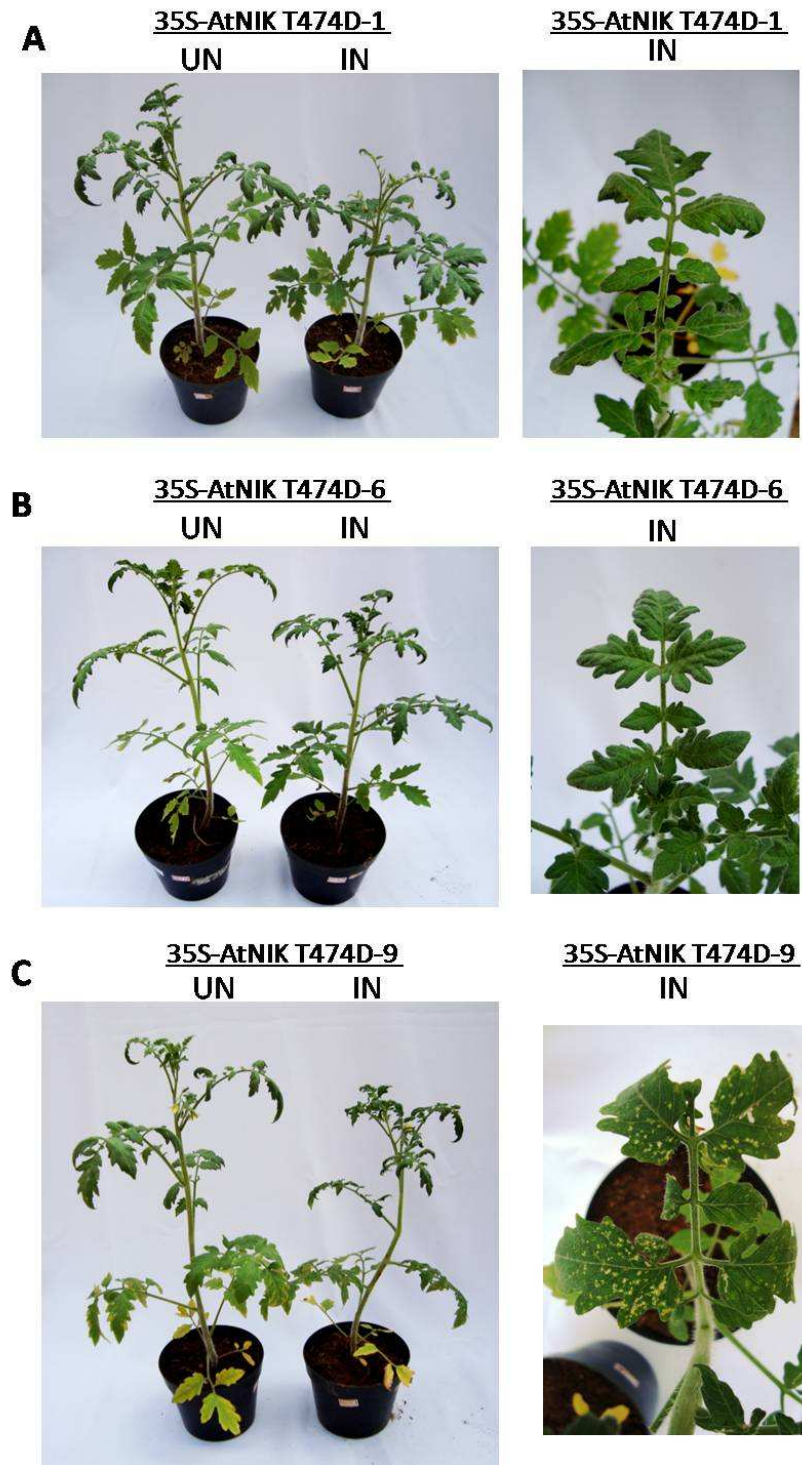 A
35S-AtNIK T474D-1
UN IN
35S-AtNIK T474D-1
IN
B
35S-AtNIK T474D-6
UN IN
35S-AtNIK T474D-6
IN
C
35S-AtNIK T474D-9
UN IN
35S-AtNIK T474D-9
IN